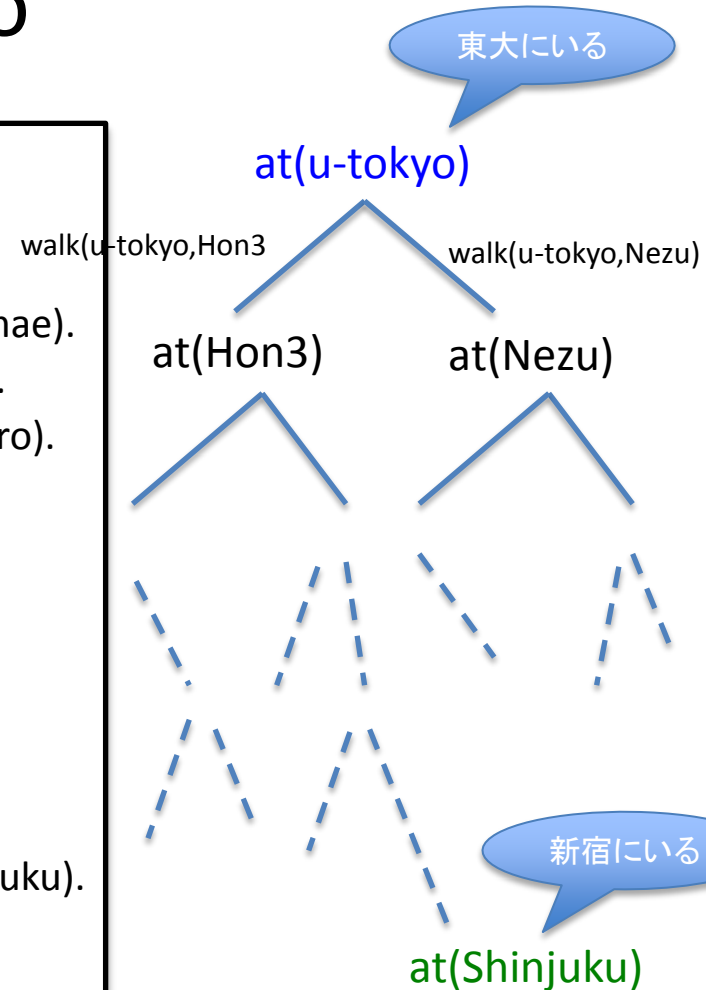 東大にいる
at(u-tokyo)
walk(u-tokyo,Hon3
walk(u-tokyo,Nezu)
nae).
at(Hon3)
at(Nezu)
.
ro).
uku).
新宿にいる
at(Shinjuku)